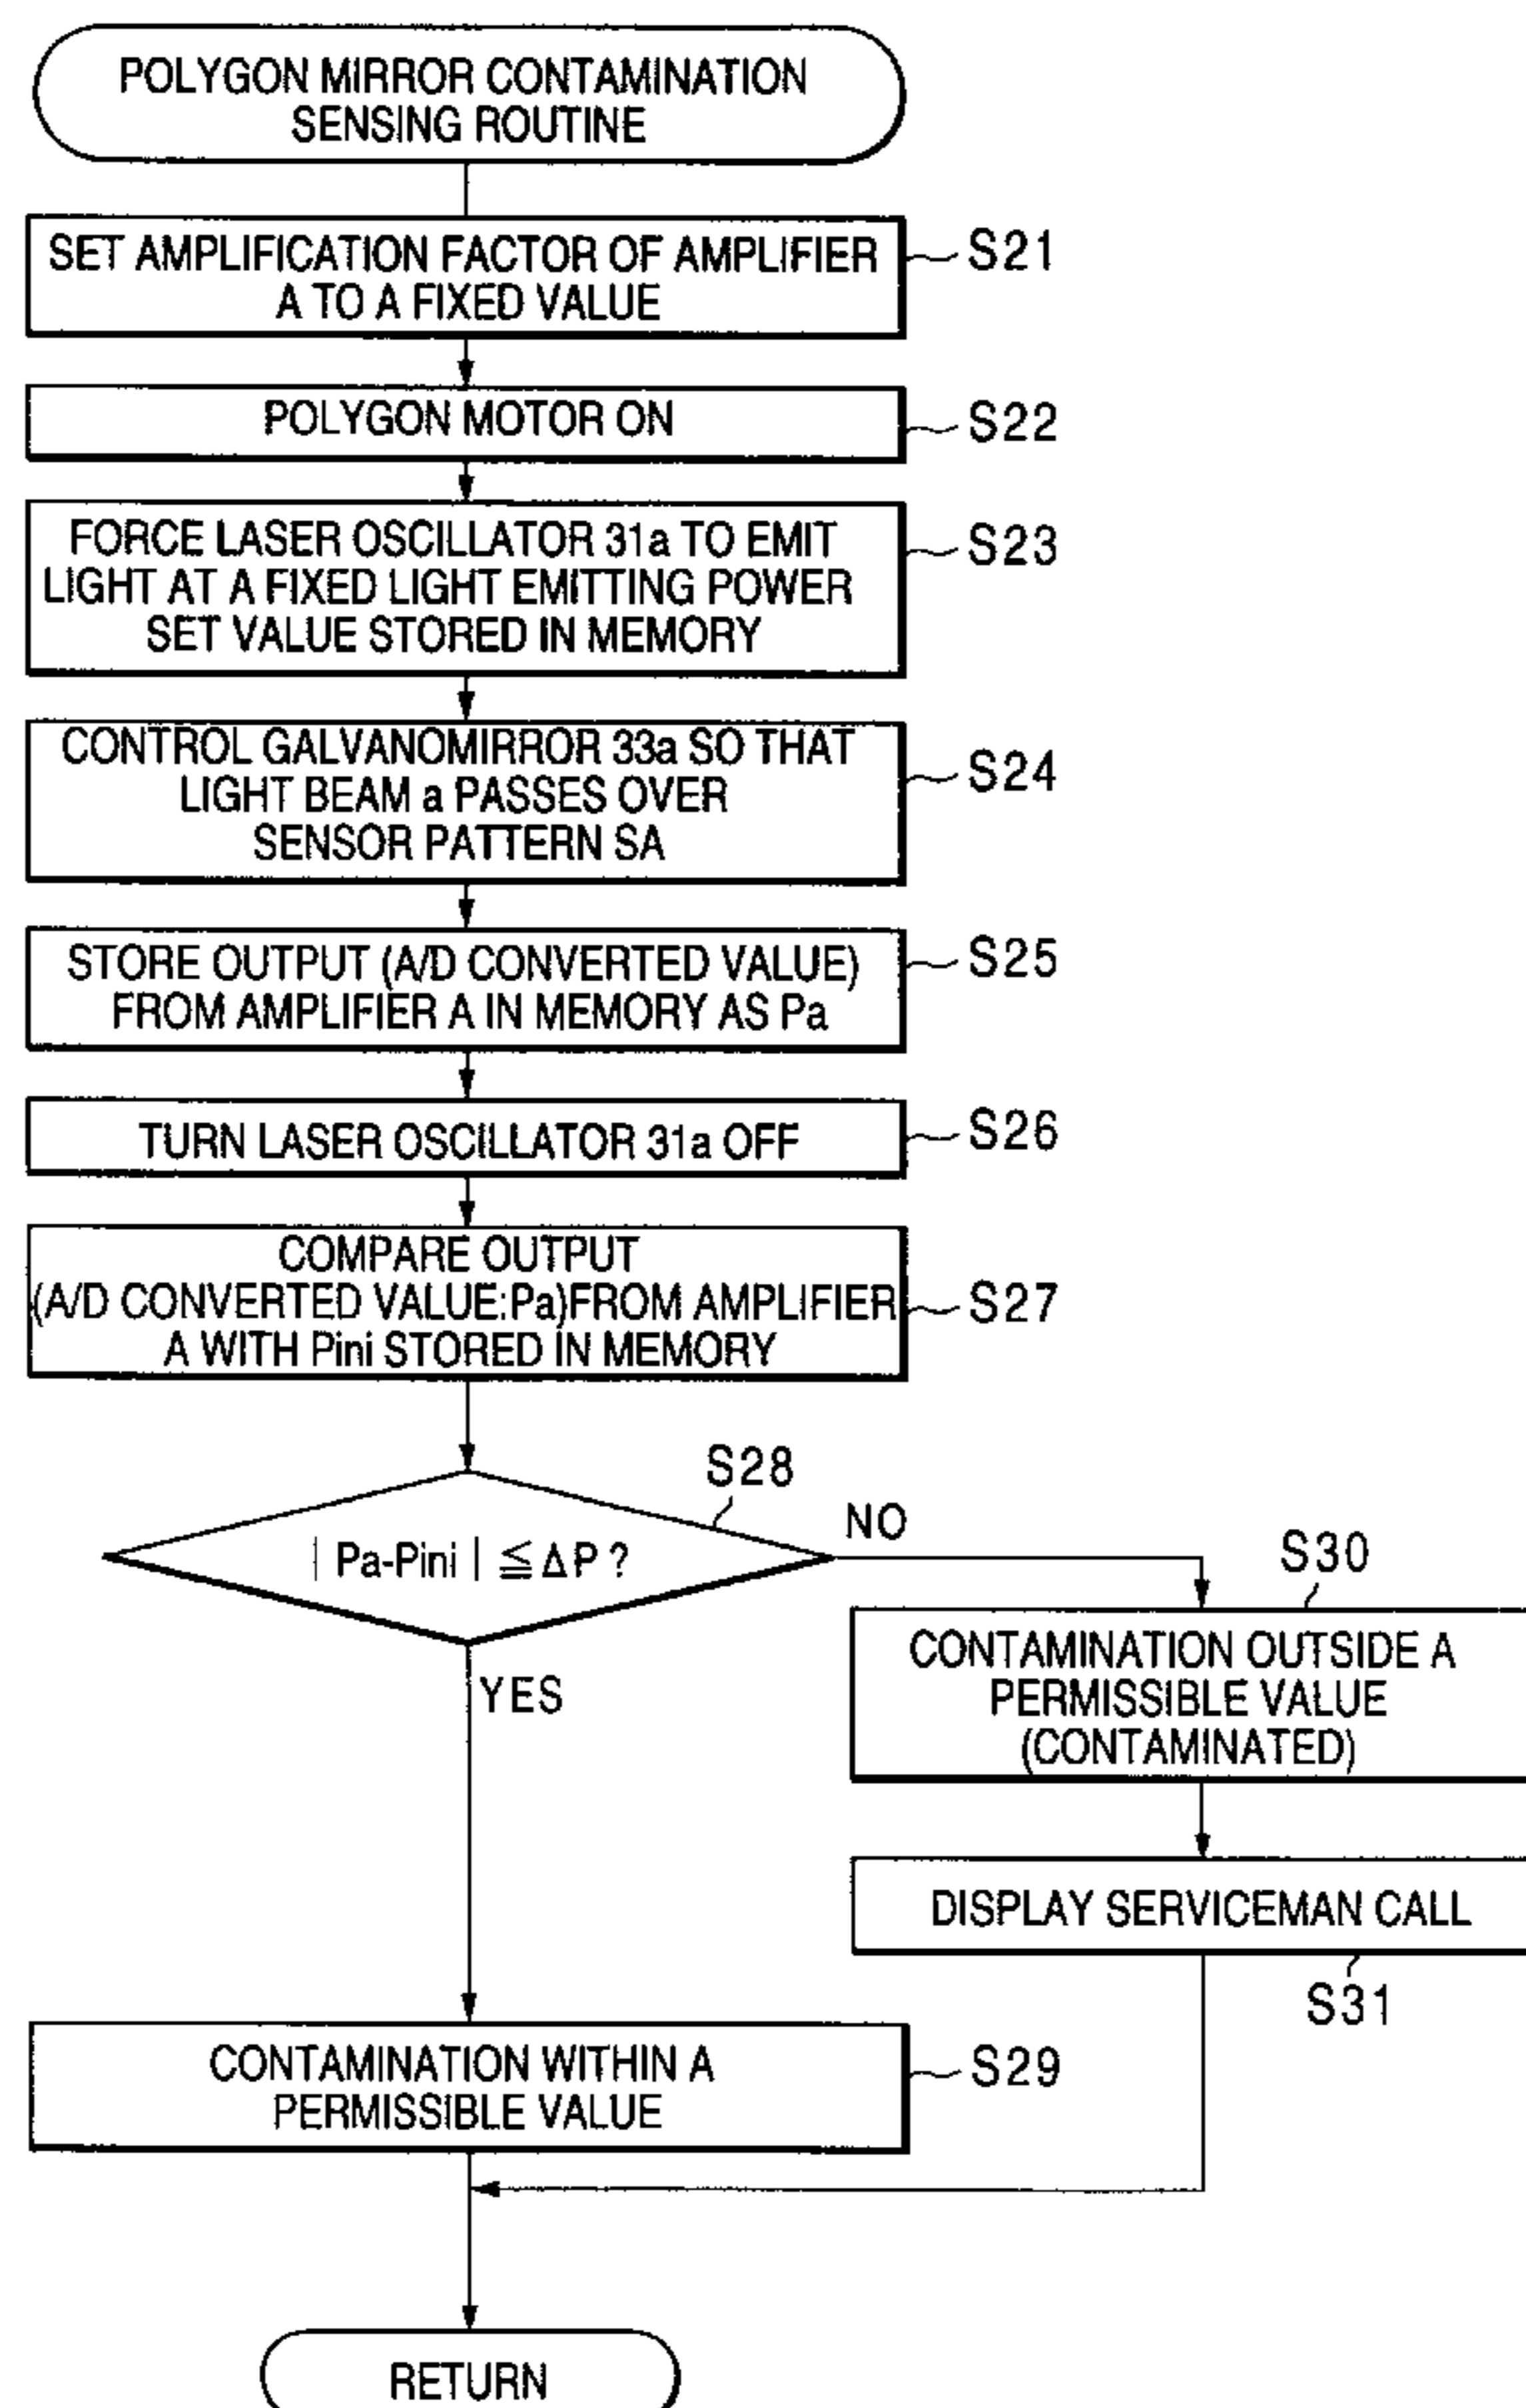 POLYGON MIRROR CONTAMINATION
SENSING ROUTINE
SET AMPLIFICATION FACTOR OF AMPLIFIER
A TO A FIXED VALUE
S21
POLYGON MOTOR ON
S22
FORCE LASER OSCILLATOR 31a TO EMIT
LIGHT AT A FIXED LIGHT EMITTING POWER
SET VALUE STORED IN MEMORY
S23
CONTROL GALVANOMIRROR 33a SO THAT
LIGHT BEAM a PASSES OVER
SENSOR PATTERN SA
S24
STORE OUTPUT (A/D CONVERTED VALUE)
FROM AMPLIFIER A IN MEMORY AS Pa
S25
TURN LASER OSCILLATOR 31a OFF
S26
COMPARE OUTPUT
(A/D CONVERTED VALUE:Pa)FROM AMPLIFIER
A WITH Pini STORED IN MEMORY
S27
S28
| Pa-Pini | ≦ ΔP ?
NO
YES
S30
CONTAMINATION OUTSIDE A
PERMISSIBLE VALUE
(CONTAMINATED)
DISPLAY SERVICEMAN CALL
S31
CONTAMINATION WITHIN A
PERMISSIBLE VALUE
S29
RETURN